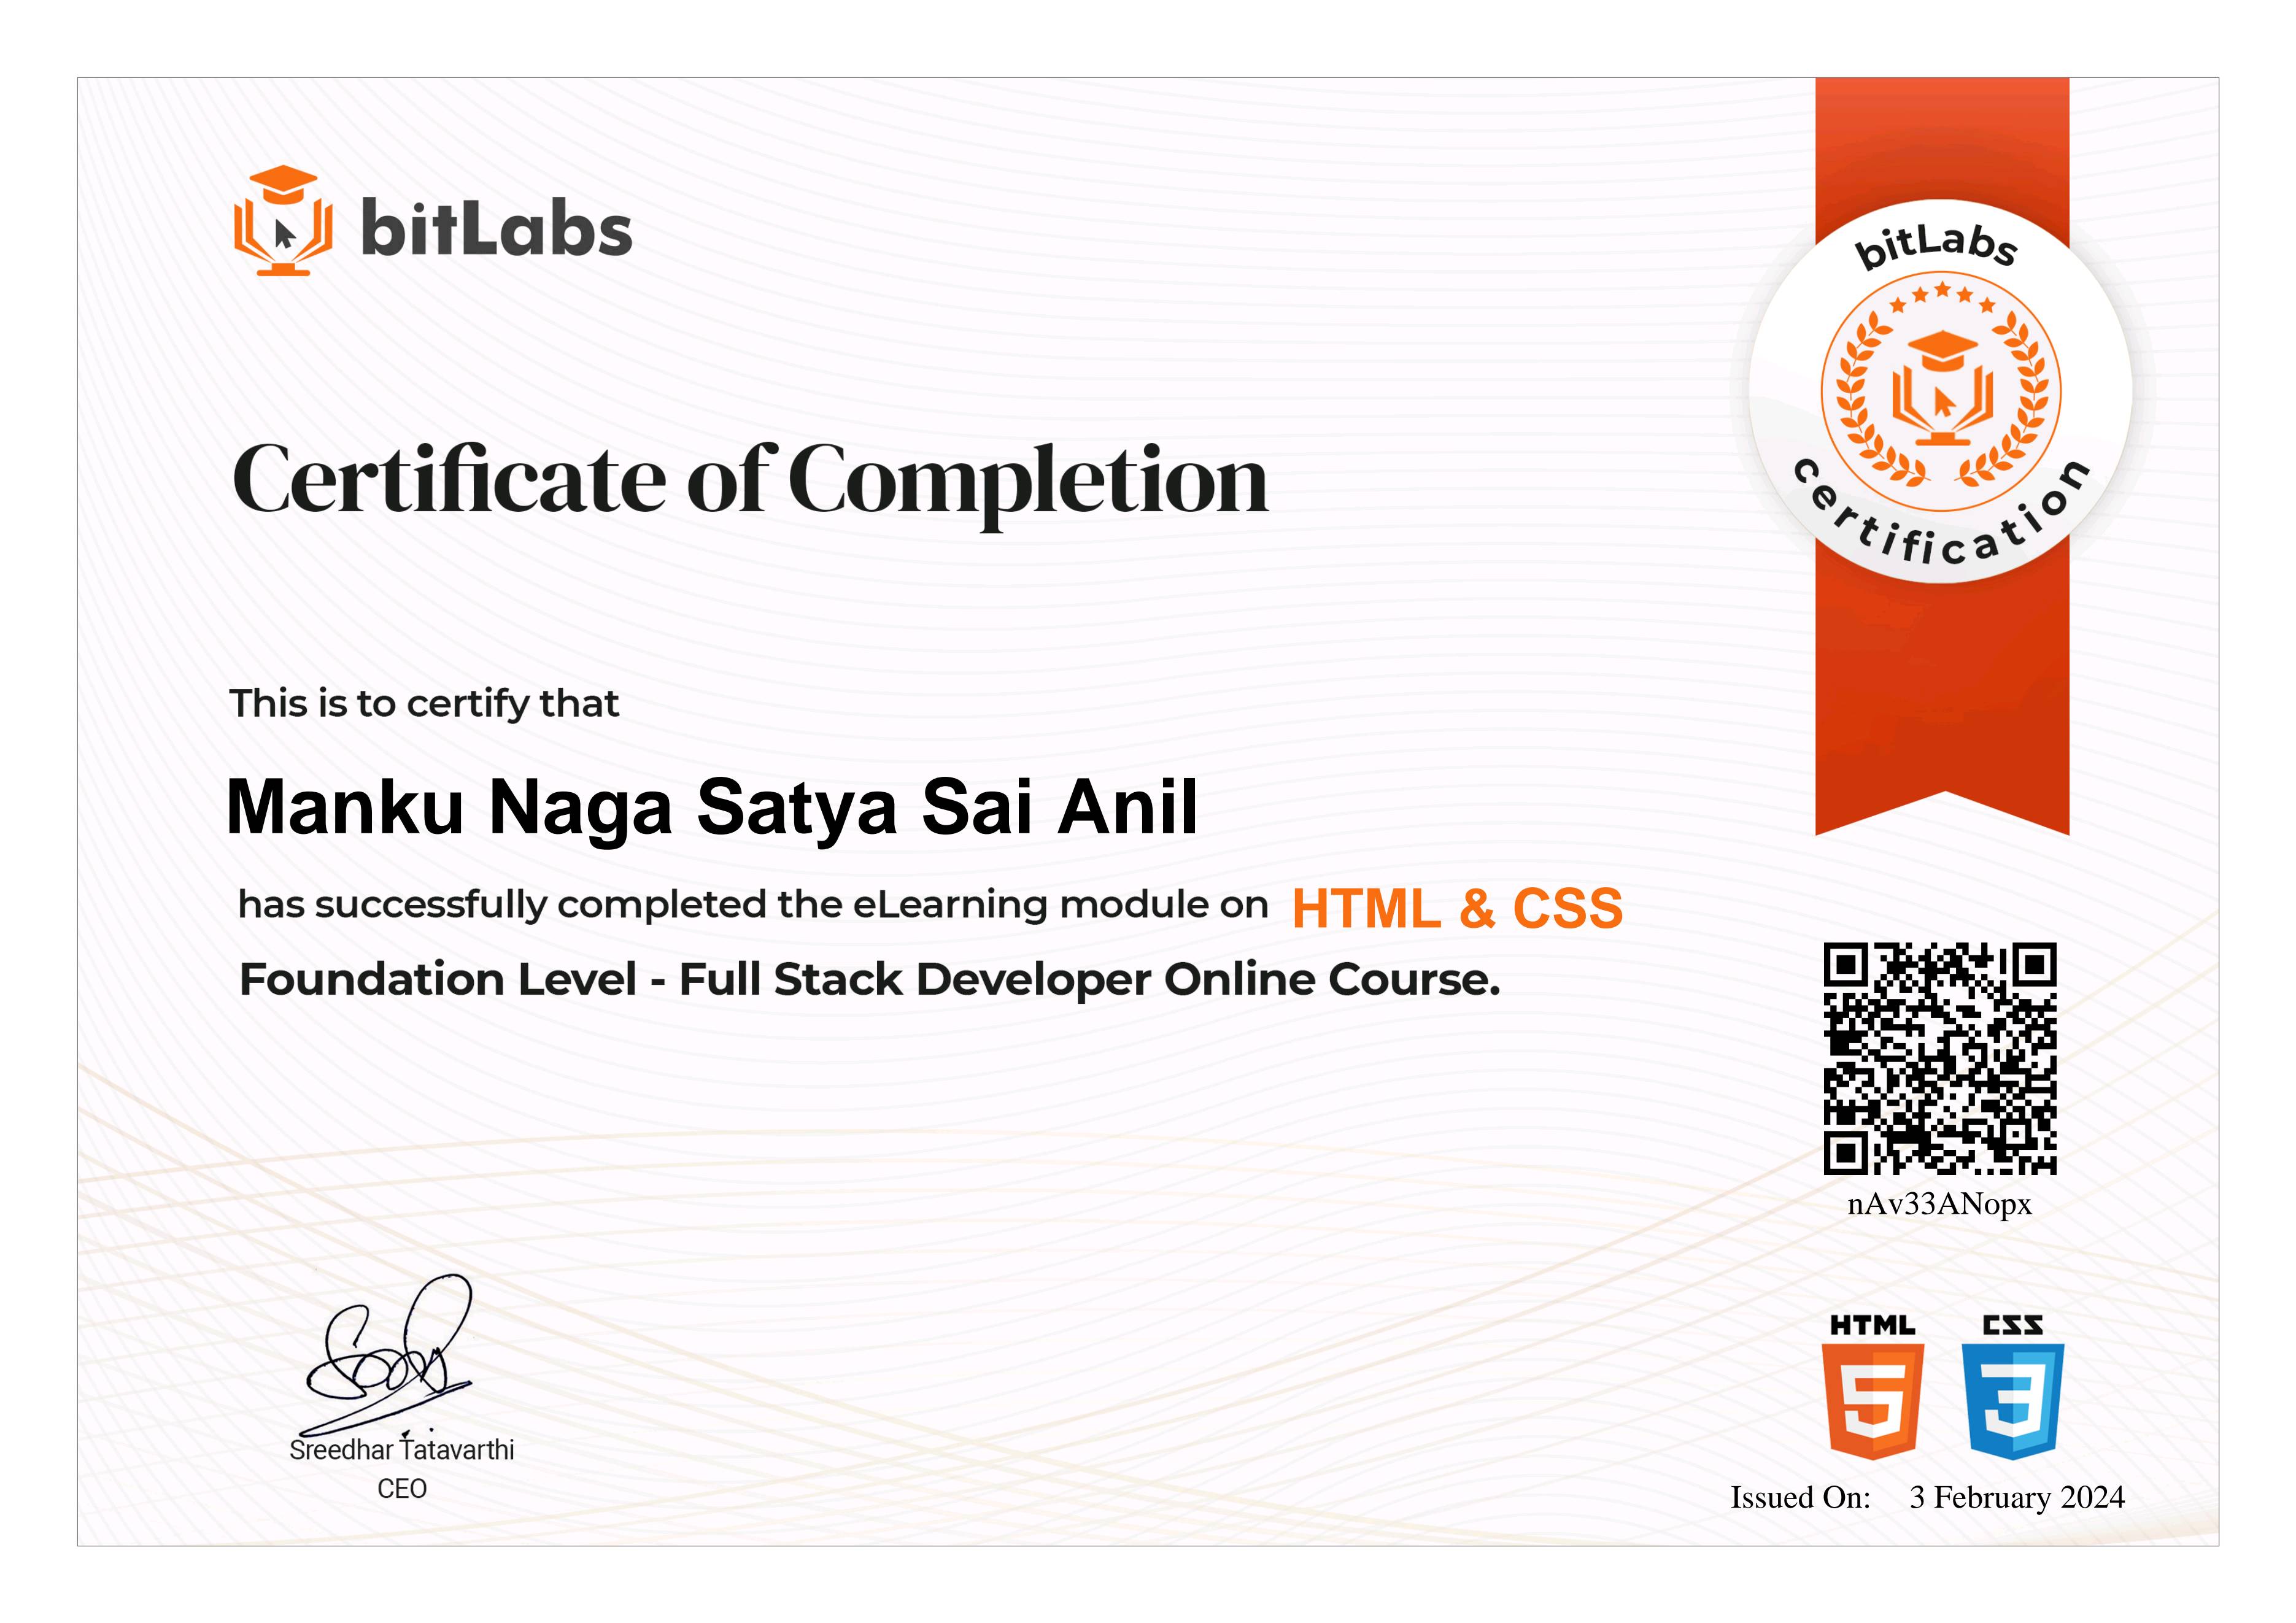 bitLabs
bitLabs
certification
Certificate of Completion
This is to certify that
Manku Naga Satya Sai Anil
has successfully completed the eLearning module on HTML & CSS
Foundation Level - Full Stack Developer Online Course.
nAv33ANopx
HTML
5
CSS
3
Sreedhar Tatavarthi
CEO
Issued On: 3 February 2024